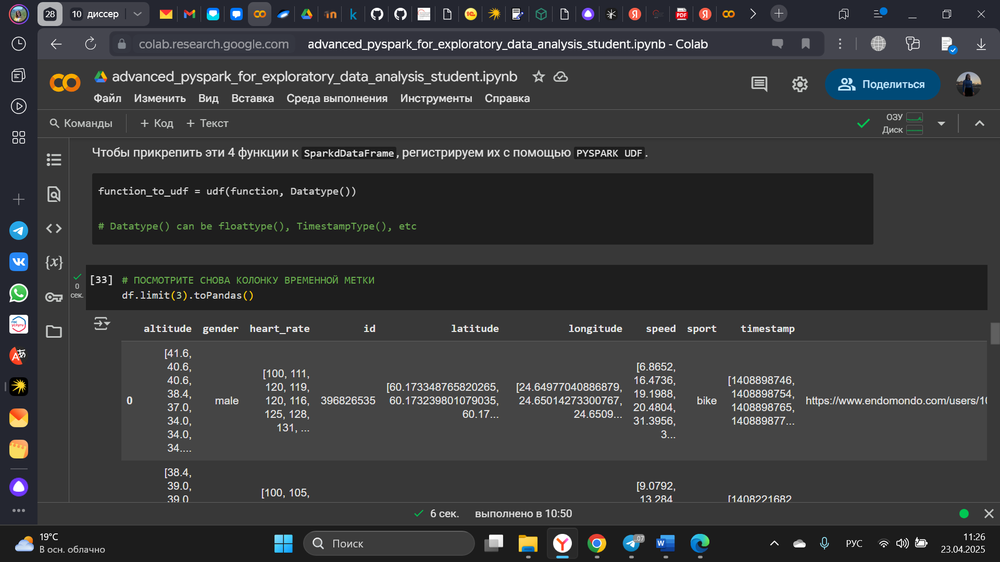 28
10 диссер
colab.research.google.com advanced_pyspark_for_exploratory_data_analysis_student.ipynb - Colab
advanced_pyspark_for_exploratory_data_analysis_student.ipynb
Поделиться
Файл Изменить Вид Вставка Среда выполнения Инструменты Справка
Команды + Код + Текст
ОЗУ
Диск
Чтобы прикрепить эти 4 функции к SparkdDataFrame, регистрируем их с помощью PYSPARK UDF.
function_to_udf = udf(function, Datatype())
# Datatype() can be floattype(), TimestampType(), etc
0
сек.
[33] # ПОСМОТРИТЕ СНОВА КОЛОНКУ ВРЕМЕННОЙ МЕТКИ
df.limit(3).toPandas()
altitude gender heart_rate id latitude longitude speed sport timestamp
0
[41.6,
40.6,
40.6,
38.4,
37.0,
34.0,
34.0,
34....
male
[100, 111,
120, 119,
120, 116,
125, 128,
131, ...
396826535
[60.173348765820265,
60.173239801079035,
60.17...
[24.64977040886879,
24.65014273300767,
24.6509...
[6.8652,
16.4736,
19.1988,
20.4804,
31.3956,
3...
bike
[1408898746,
1408898754,
1408898765,
140889877...
https://www.endomondo.com/users/10
[38.4,
39.0,
39.0
[100, 105,
[9.0792,
13.284
[1408221682
6 сек. выполнено в 10:50
19°C
В осн. облачно
Поиск
..07
РУС
11:26
23.04.2025